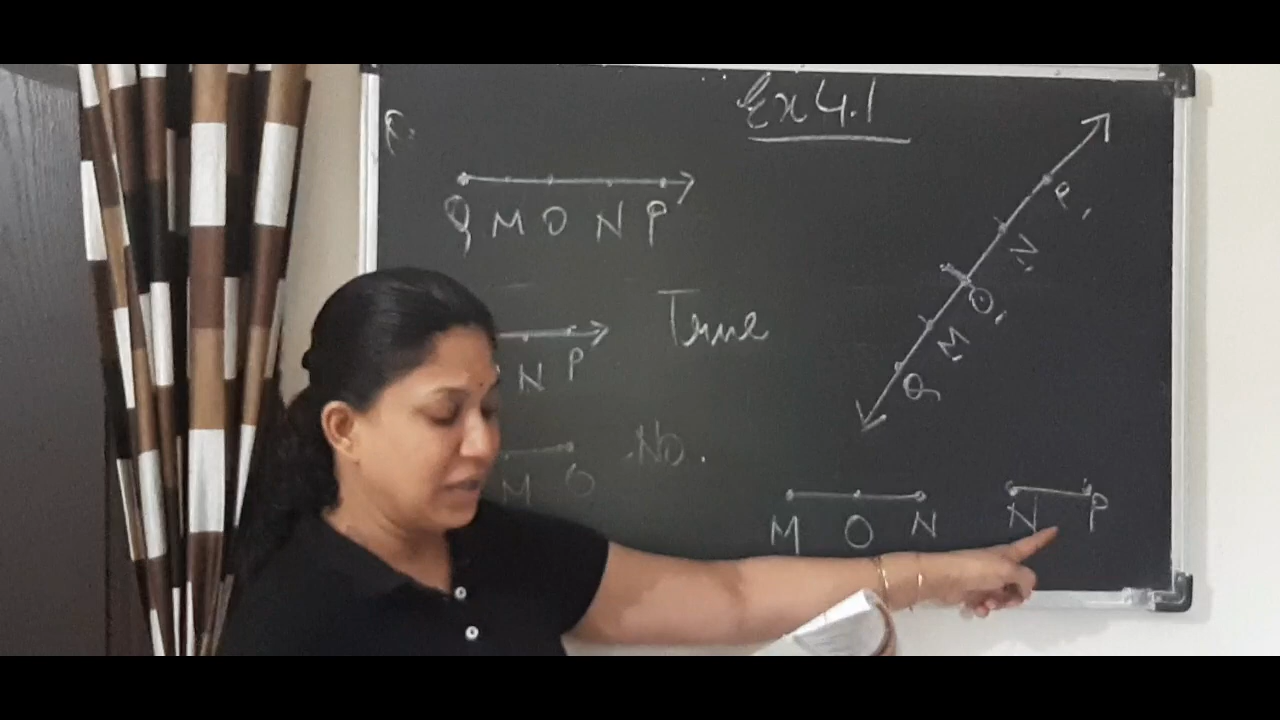 Ex 4.1
Q M O N P
P
N
O
M
Q
True
N P
No.
M O
M O N
N P